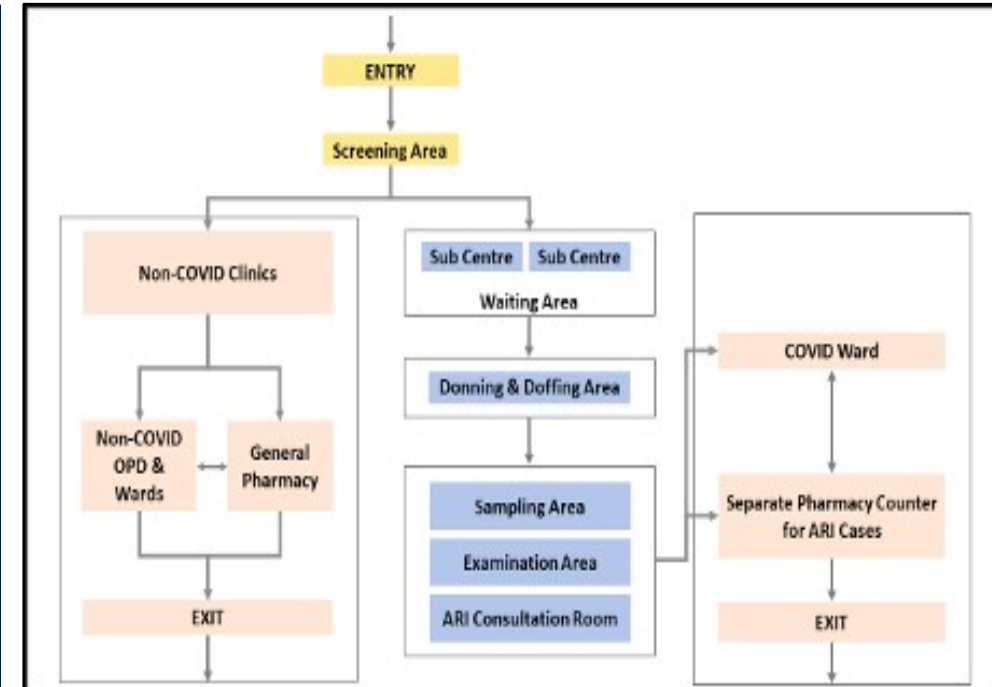 ENTRY
Screening Area
Non-COVID Clinics
Non-COVID
OPD &
Wards
General
Pharmacy
EXIT
Sub Centre
Sub Centre
Waiting Area
Donning & Doffing Area
Sampling Area
Examination Area
ARI Consultation Room
COVID Ward
Separate Pharmacy Counter
for ARI Cases
EXIT